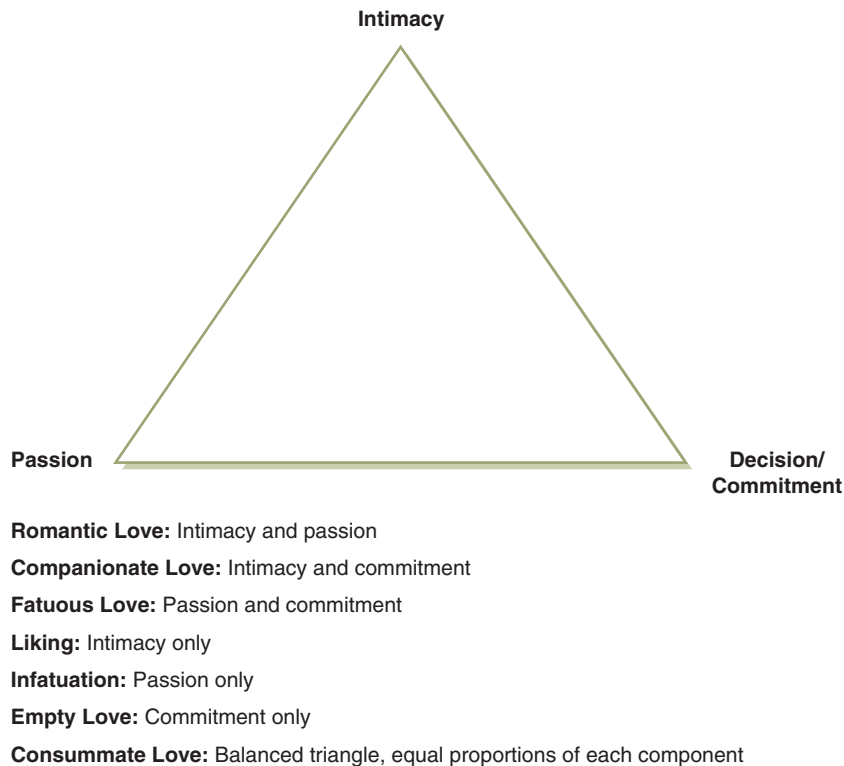 Intimacy
Passion
Decision/
Commitment
Romantic Love: Intimacy and passion
Companionate Love: Intimacy and commitment
Fatuous Love: Passion and commitment
Liking: Intimacy only
Infatuation: Passion only
Empty Love: Commitment only
Consummate Love: Balanced triangle, equal proportions of each component